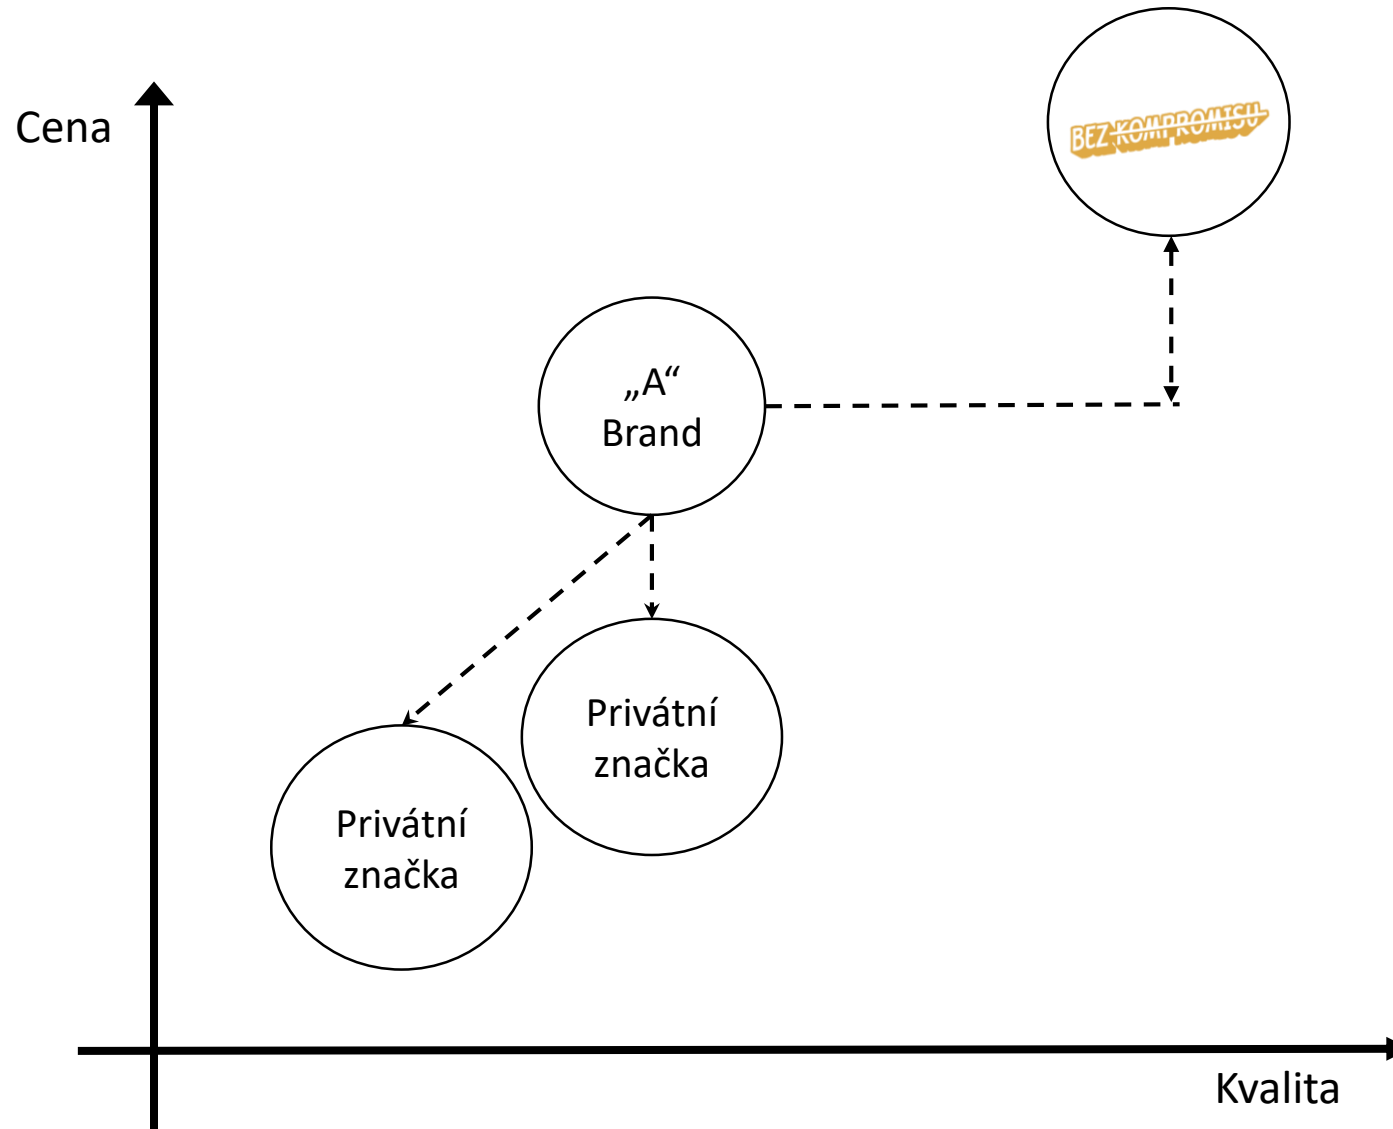 Cena
BEZ KOMPROMISU
„A“
Brand
Privátní
značka
Privátní
značka
Kvalita